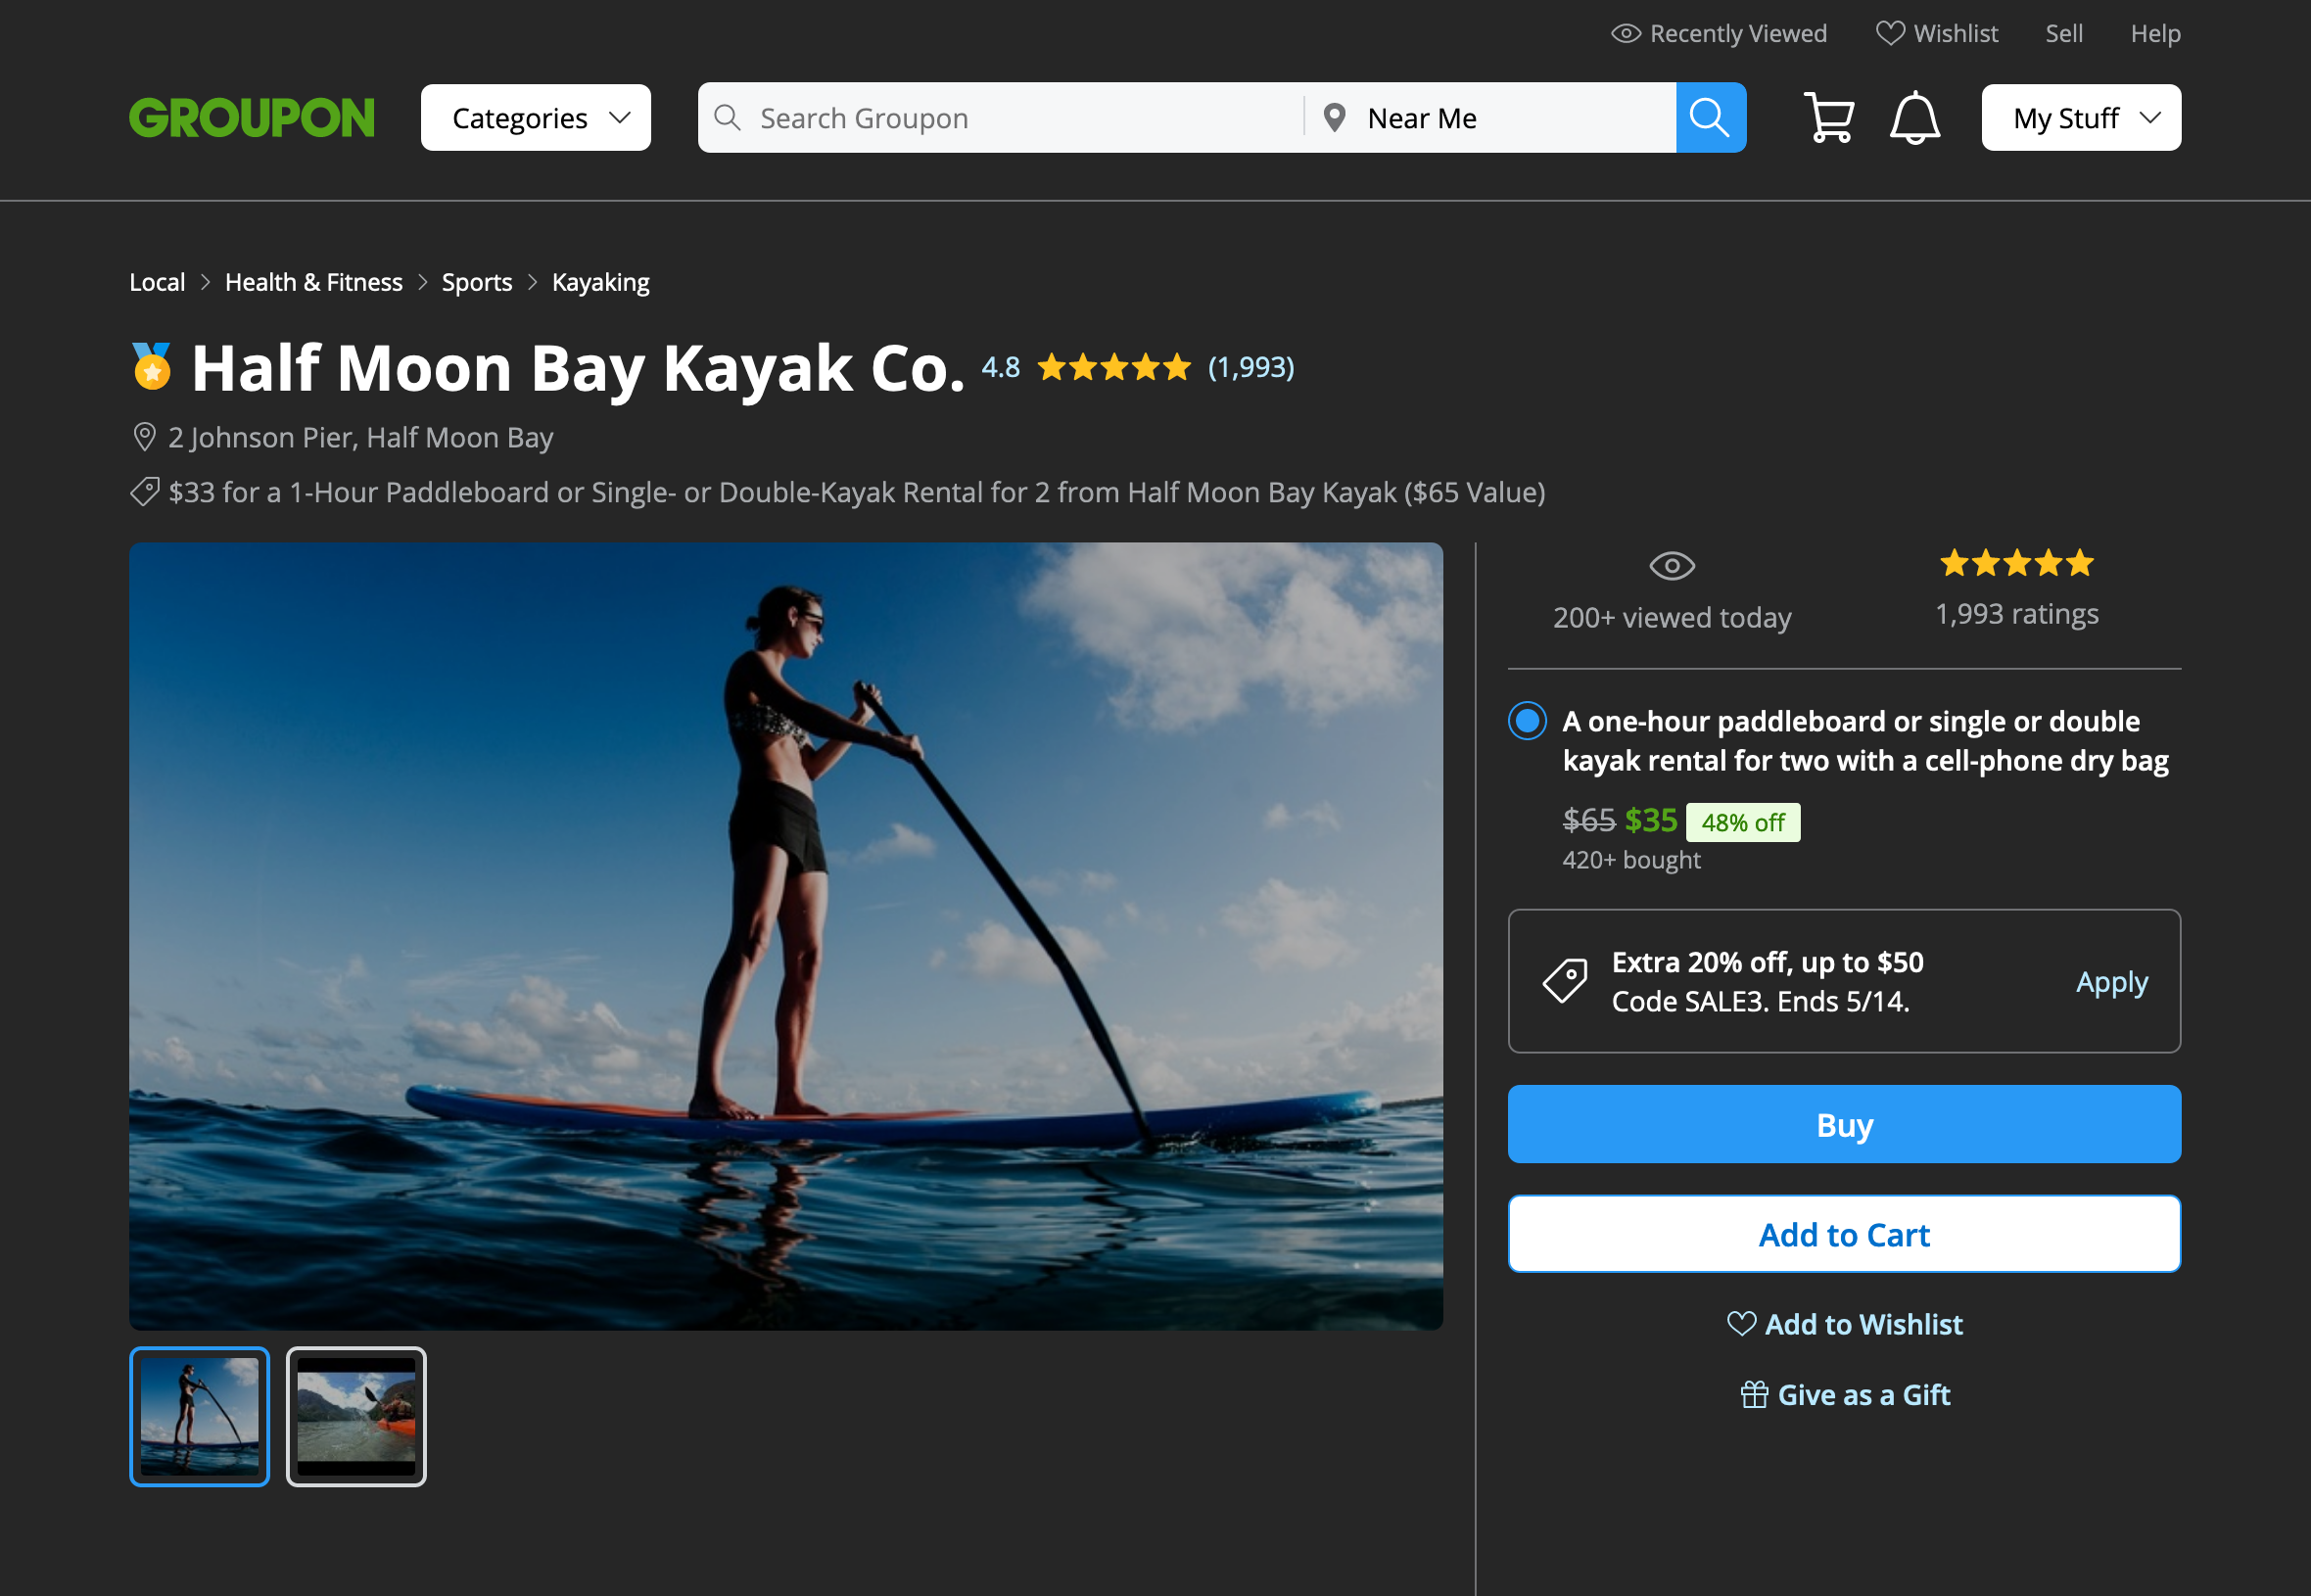 Recently Viewed
Wishlist
Sell
Help
GROUPON
Categories
Search Groupon
Near Me
My Stuff
Local > Health & Fitness > Sports > Kayaking
Half Moon Bay Kayak Co. 4.8 (1,993)
2 Johnson Pier, Half Moon Bay
$33 for a 1-Hour Paddleboard or Single- or Double-Kayak Rental for 2 from Half Moon Bay Kayak ($65 Value)
200+ viewed today
1,993 ratings
A one-hour paddleboard or single or double
kayak rental for two with a cell-phone dry bag
$65 $35 48% off
420+ bought
Extra 20% off, up to $50
Code SALE3. Ends 5/14.
Apply
Buy
Add to Cart
Add to Wishlist
Give as a Gift